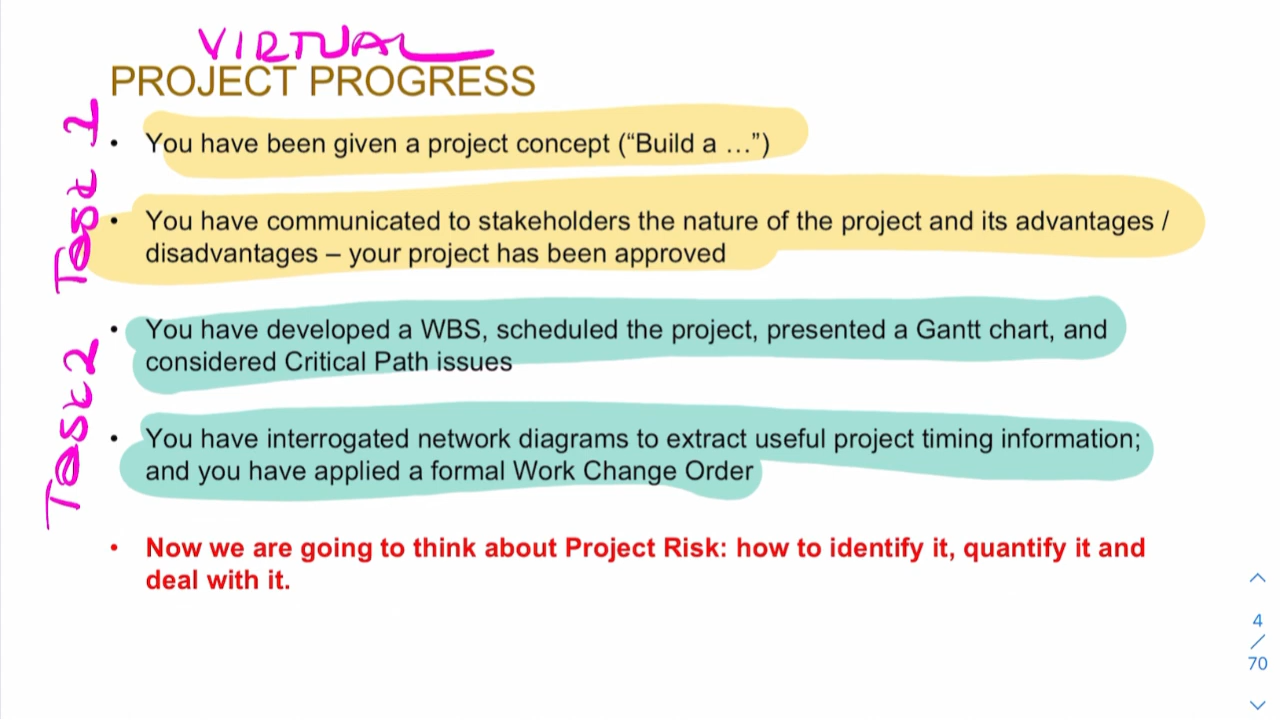 VIRTUAL
PROJECT PROGRESS
Task 1
• You have been given a project concept (“Build a …”)
• You have communicated to stakeholders the nature of the project and its advantages /
disadvantages – your project has been approved
Task 2
• You have developed a WBS, scheduled the project, presented a Gantt chart, and
considered Critical Path issues
• You have interrogated network diagrams to extract useful project timing information;
and you have applied a formal Work Change Order
• Now we are going to think about Project Risk: how to identify it, quantify it and
deal with it.
4
/
70